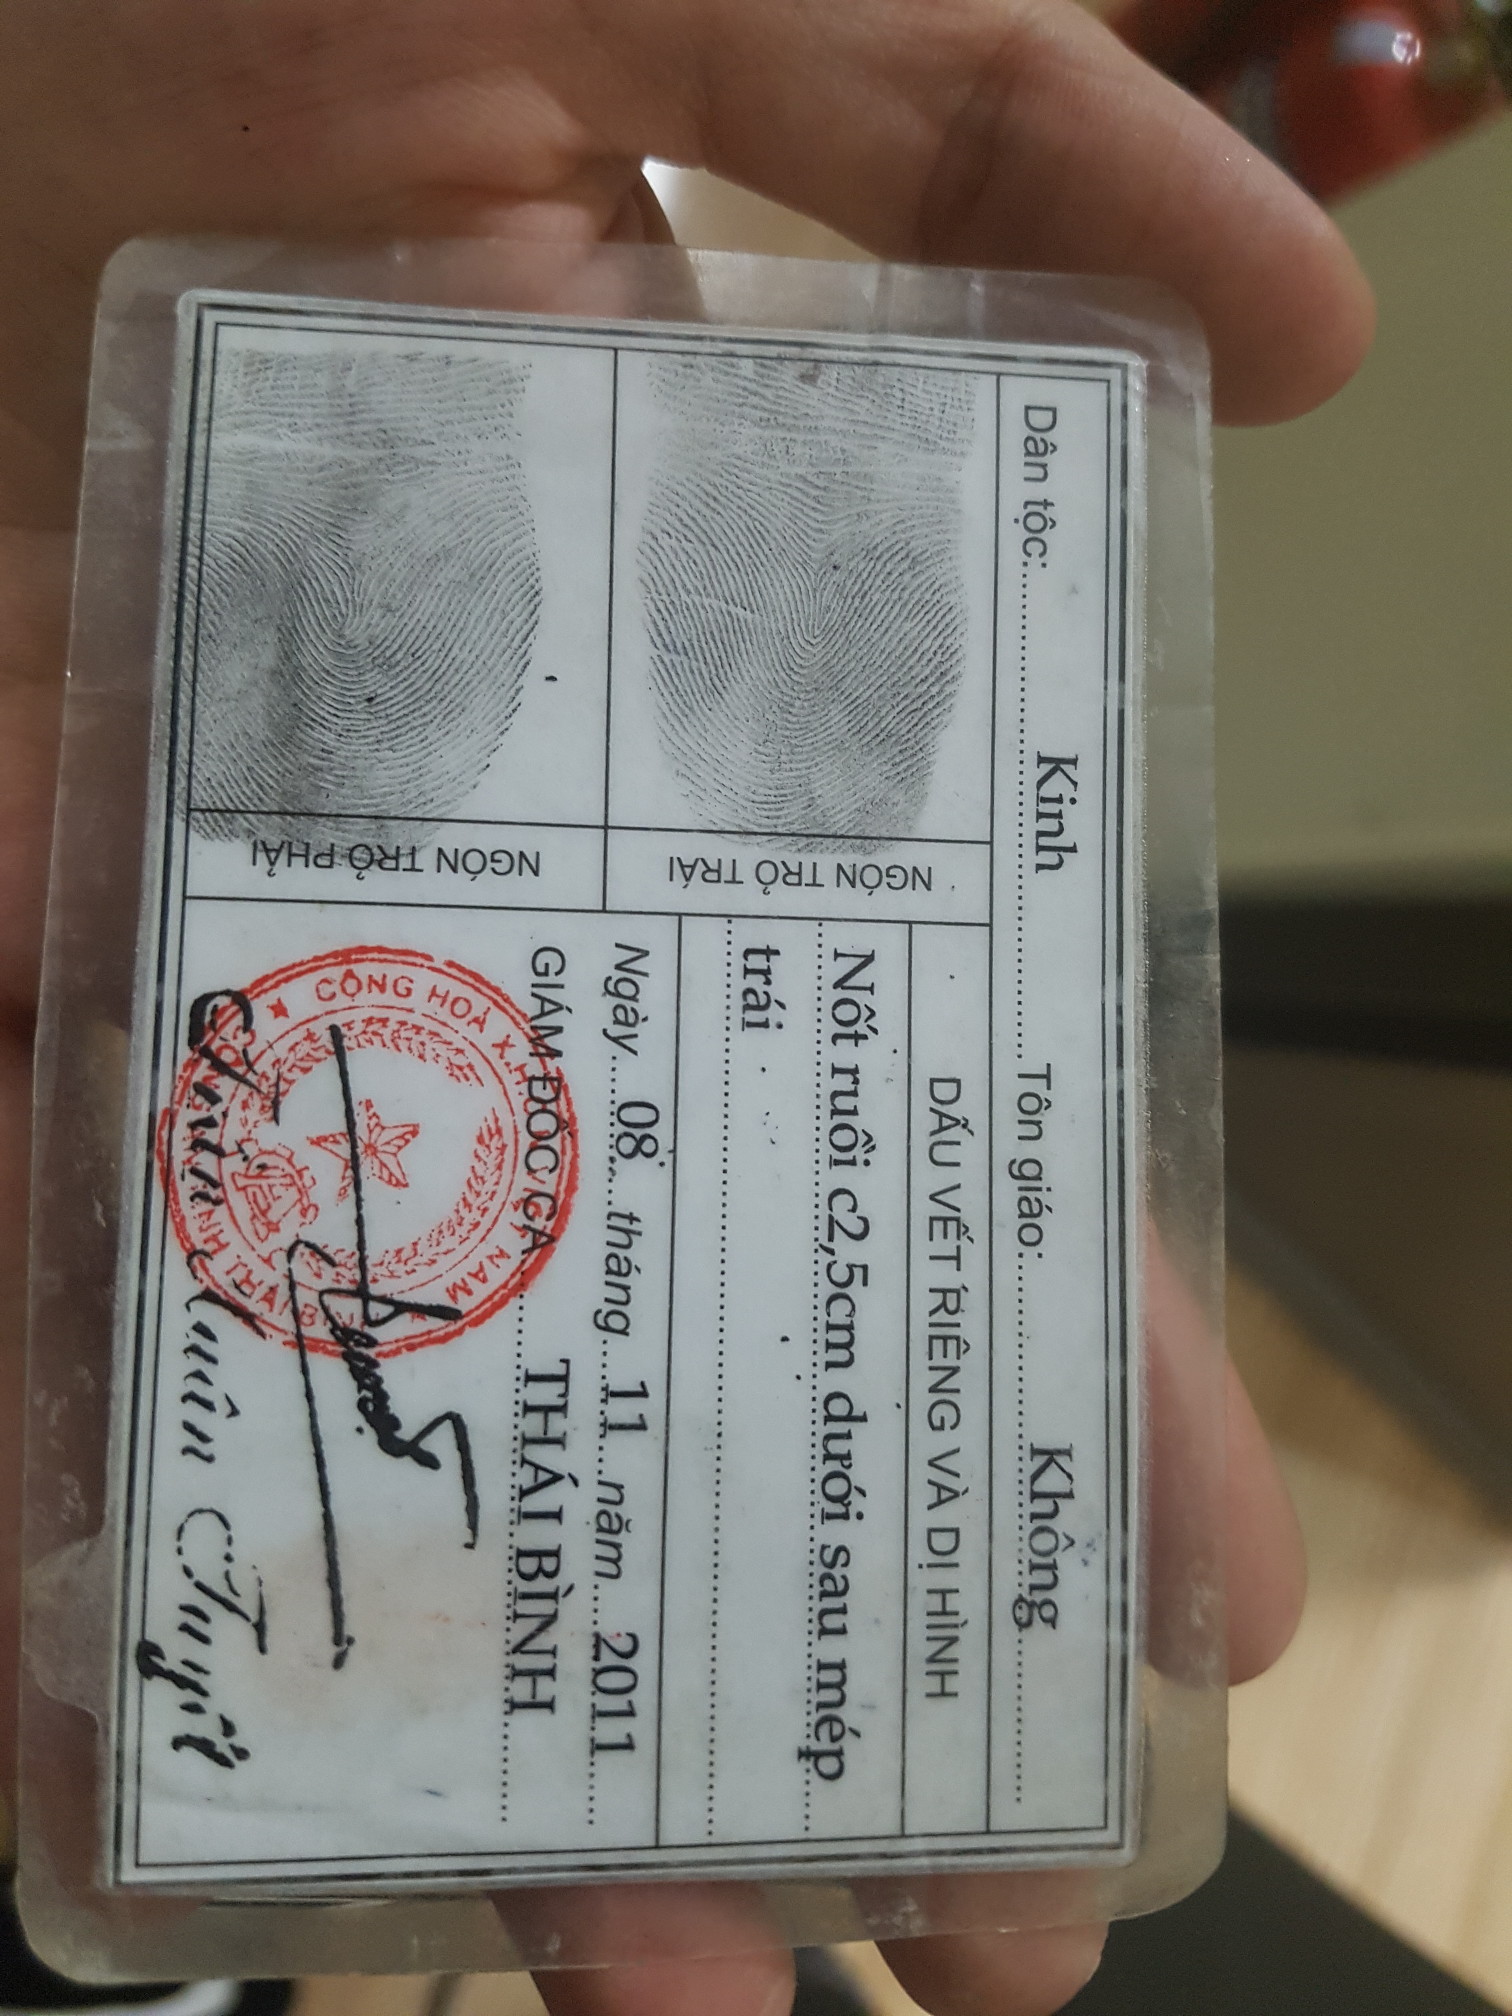 Dân tộc: Kinh Tôn giáo: Không
NGÓN TRỎ TRÁI
NGÓN TRỎ PHẢI
DẤU VẾT RIÊNG VÀ DỊ HÌNH
Nốt ruồi c2,5cm dưới sau mép
trái
Ngày 08 tháng 11 năm 2011
GIÁM ĐỐC CA THÁI BÌNH
CỘNG HOÀ X.H NAM
THÁI B